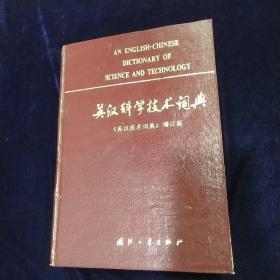 AN ENGLISH-CHINESE
DICTIONARY OF
SCIENCE AND TECHNOLOGY
英汉科学技术词典
《英汉技术词典》增订版
国防工业出版社